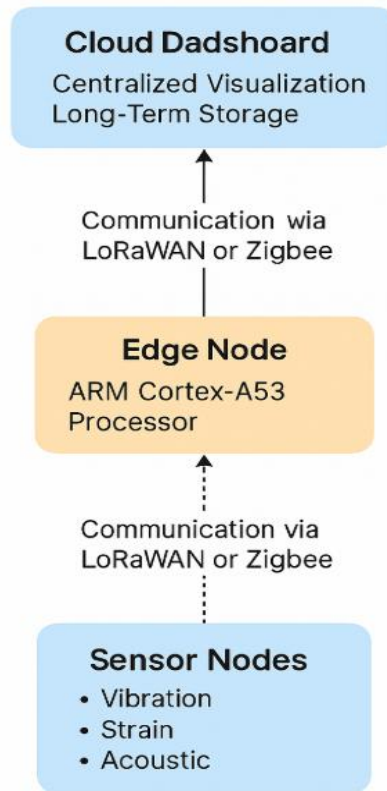 Cloud Dadshoard
Centralized Visualization
Long-Term Storage
Communication wia
LoRaWAN or Zigbee
Edge Node
ARM Cortex-A53
Processor
Communication via
LoRaWAN or Zigbee
Sensor Nodes
• Vibration
• Strain
• Acoustic